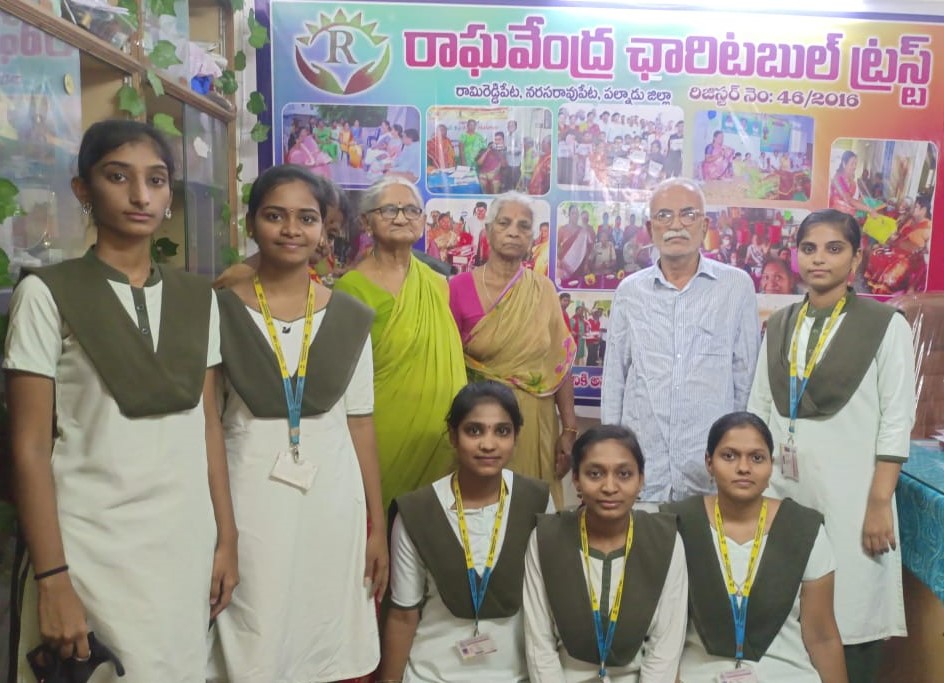 R
రాఘవేంద్ర ఛారిటబుల్ ట్రస్ట్
రామిరెడ్డిపేట, నరసరావుపేట, పల్నాడు జిల్లా రిజిస్టర్ నెం: 46/2016